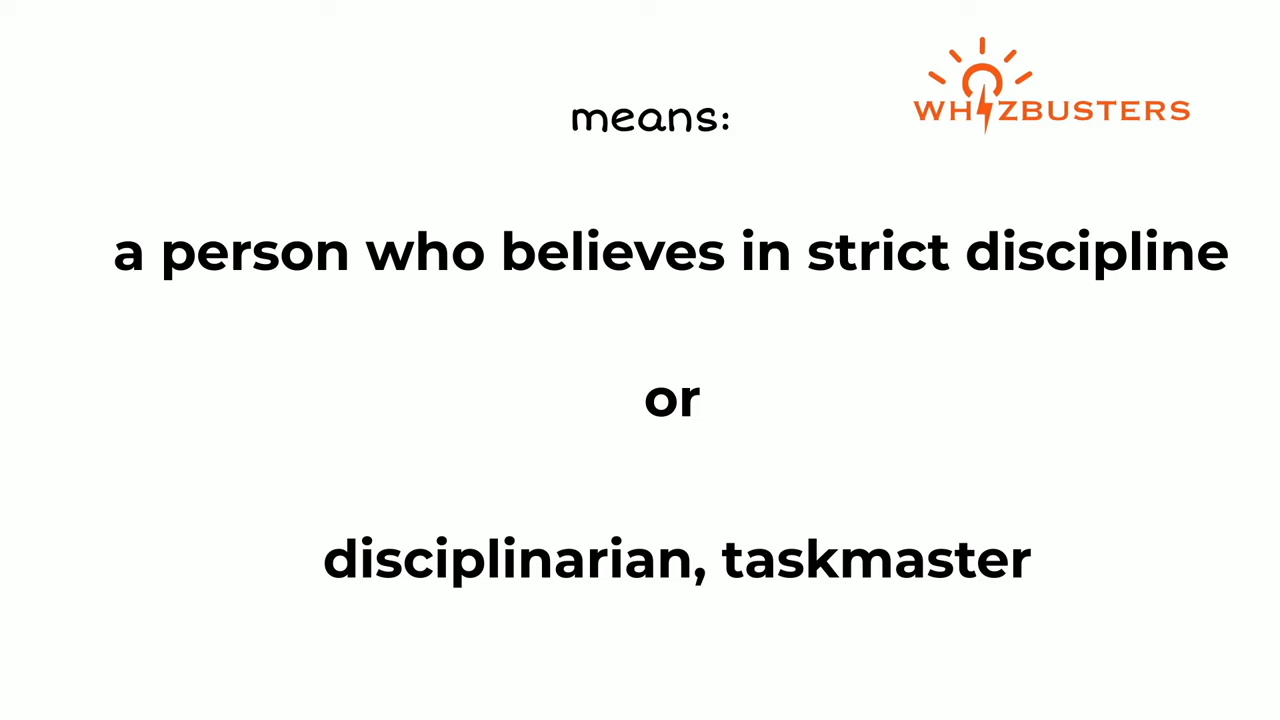 WHIZBUSTERS
means:
a person who believes in strict discipline
or
disciplinarian, taskmaster